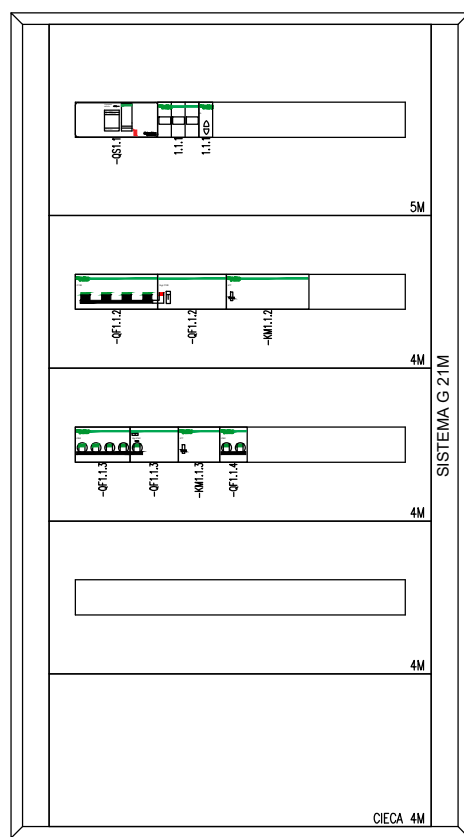 -QS1.1
1.1.1
1.1.1
5M
-QF1.1.2
-QF1.1.2
-KM1.1.2
4M
-QF1.1.3
-QF1.1.3
-KM1.1.3
-QF1.1.4
4M
SISTEMA G 21M
4M
CIECA 4M